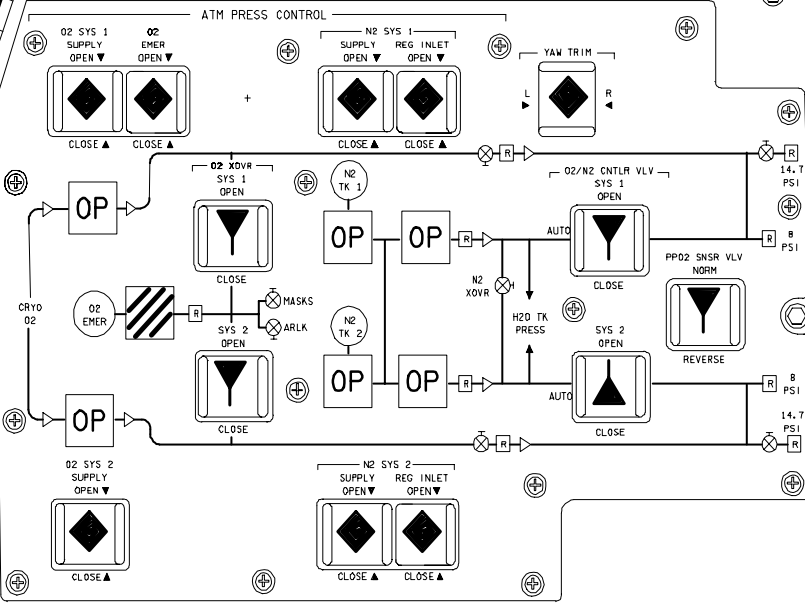 ATM PRESS CONTROL
O2 SYS 1
SUPPLY
OPEN ▼
CLOSE ▲
O2
EMER
OPEN ▼
CLOSE ▲
N2 SYS 1
SUPPLY
OPEN ▼
CLOSE ▲
REG INLET
OPEN ▼
CLOSE ▲
YAW TRIM
L
R
R
R
14.7
PSI
OP
O2 XOVR
SYS 1
OPEN
CLOSE
N2
TK 1
OP
OP
R
O2/N2 CNTLR VLV
SYS 1
OPEN
AUTO
CLOSE
R
8
PSI
PPO2 SNSR VLV
NORM
REVERSE
CRYO
O2
O2
EMER
R
MASKS
ARLK
N2
XOVR
H2O TK
PRESS
SYS 2
OPEN
CLOSE
N2
TK 2
OP
OP
R
SYS 2
OPEN
AUTO
CLOSE
R
8
PSI
OP
R
14.7
PSI
R
O2 SYS 2
SUPPLY
OPEN ▼
CLOSE ▲
N2 SYS 2
SUPPLY
OPEN ▼
CLOSE ▲
REG INLET
OPEN ▼
CLOSE ▲